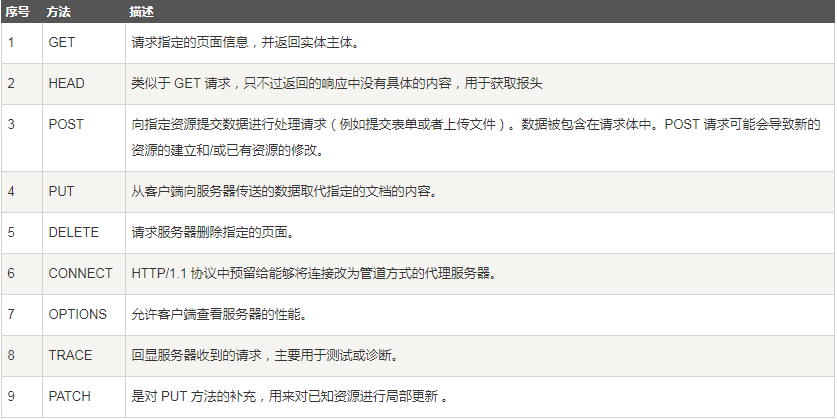 序号 方法 描述
1 GET 请求指定的页面信息，并返回实体主体。
2 HEAD 类似于 GET 请求，只不过返回的响应中没有具体的内容，用于获取报头
3 POST 向指定资源提交数据进行处理请求（例如提交表单或者上传文件）。数据被包含在请求体中。POST 请求可能会导致新的
资源的建立和/或已有资源的修改。
4 PUT 从客户端向服务器传送的数据取代指定的文档的内容。
5 DELETE 请求服务器删除指定的页面。
6 CONNECT HTTP/1.1 协议中预留给能够将连接改为管道方式的代理服务器。
7 OPTIONS 允许客户端查看服务器的性能。
8 TRACE 回显服务器收到的请求，主要用于测试或诊断。
9 PATCH 是对 PUT 方法的补充，用来对已知资源进行局部更新 。